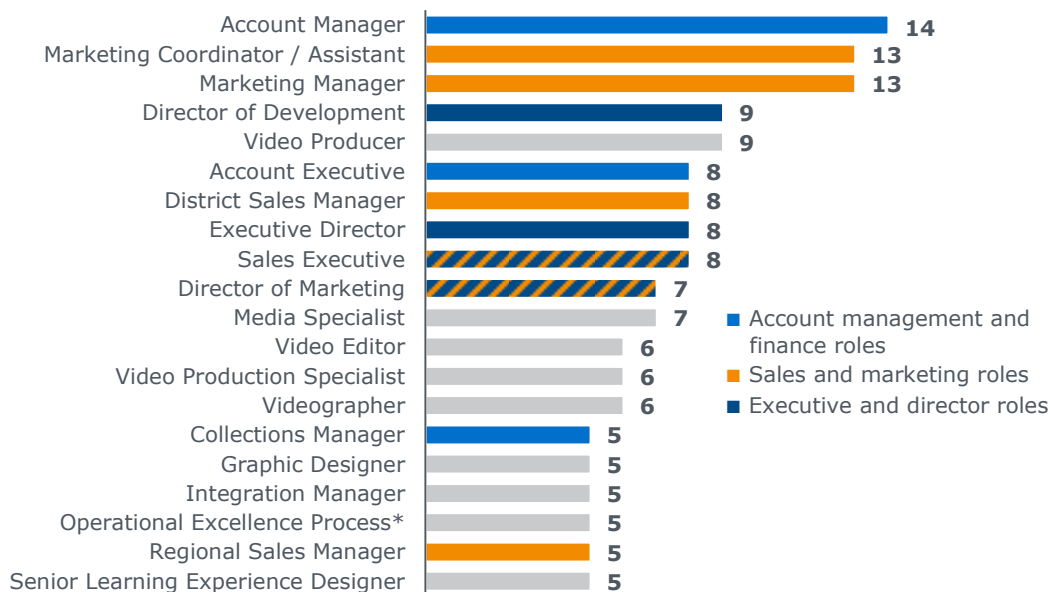 Account Manager 14
Marketing Coordinator / Assistant 13
Marketing Manager 13
Director of Development 9
Video Producer 9
Account Executive 8
District Sales Manager 8
Executive Director 8
Sales Executive 8
Director of Marketing 7
Media Specialist 7
Video Editor 6
Video Production Specialist 6
Videographer 6
Collections Manager 5
Graphic Designer 5
Integration Manager 5
Operational Excellence Process* 5
Regional Sales Manager 5
Senior Learning Experience Designer 5
Account management and
finance roles
Sales and marketing roles
Executive and director roles